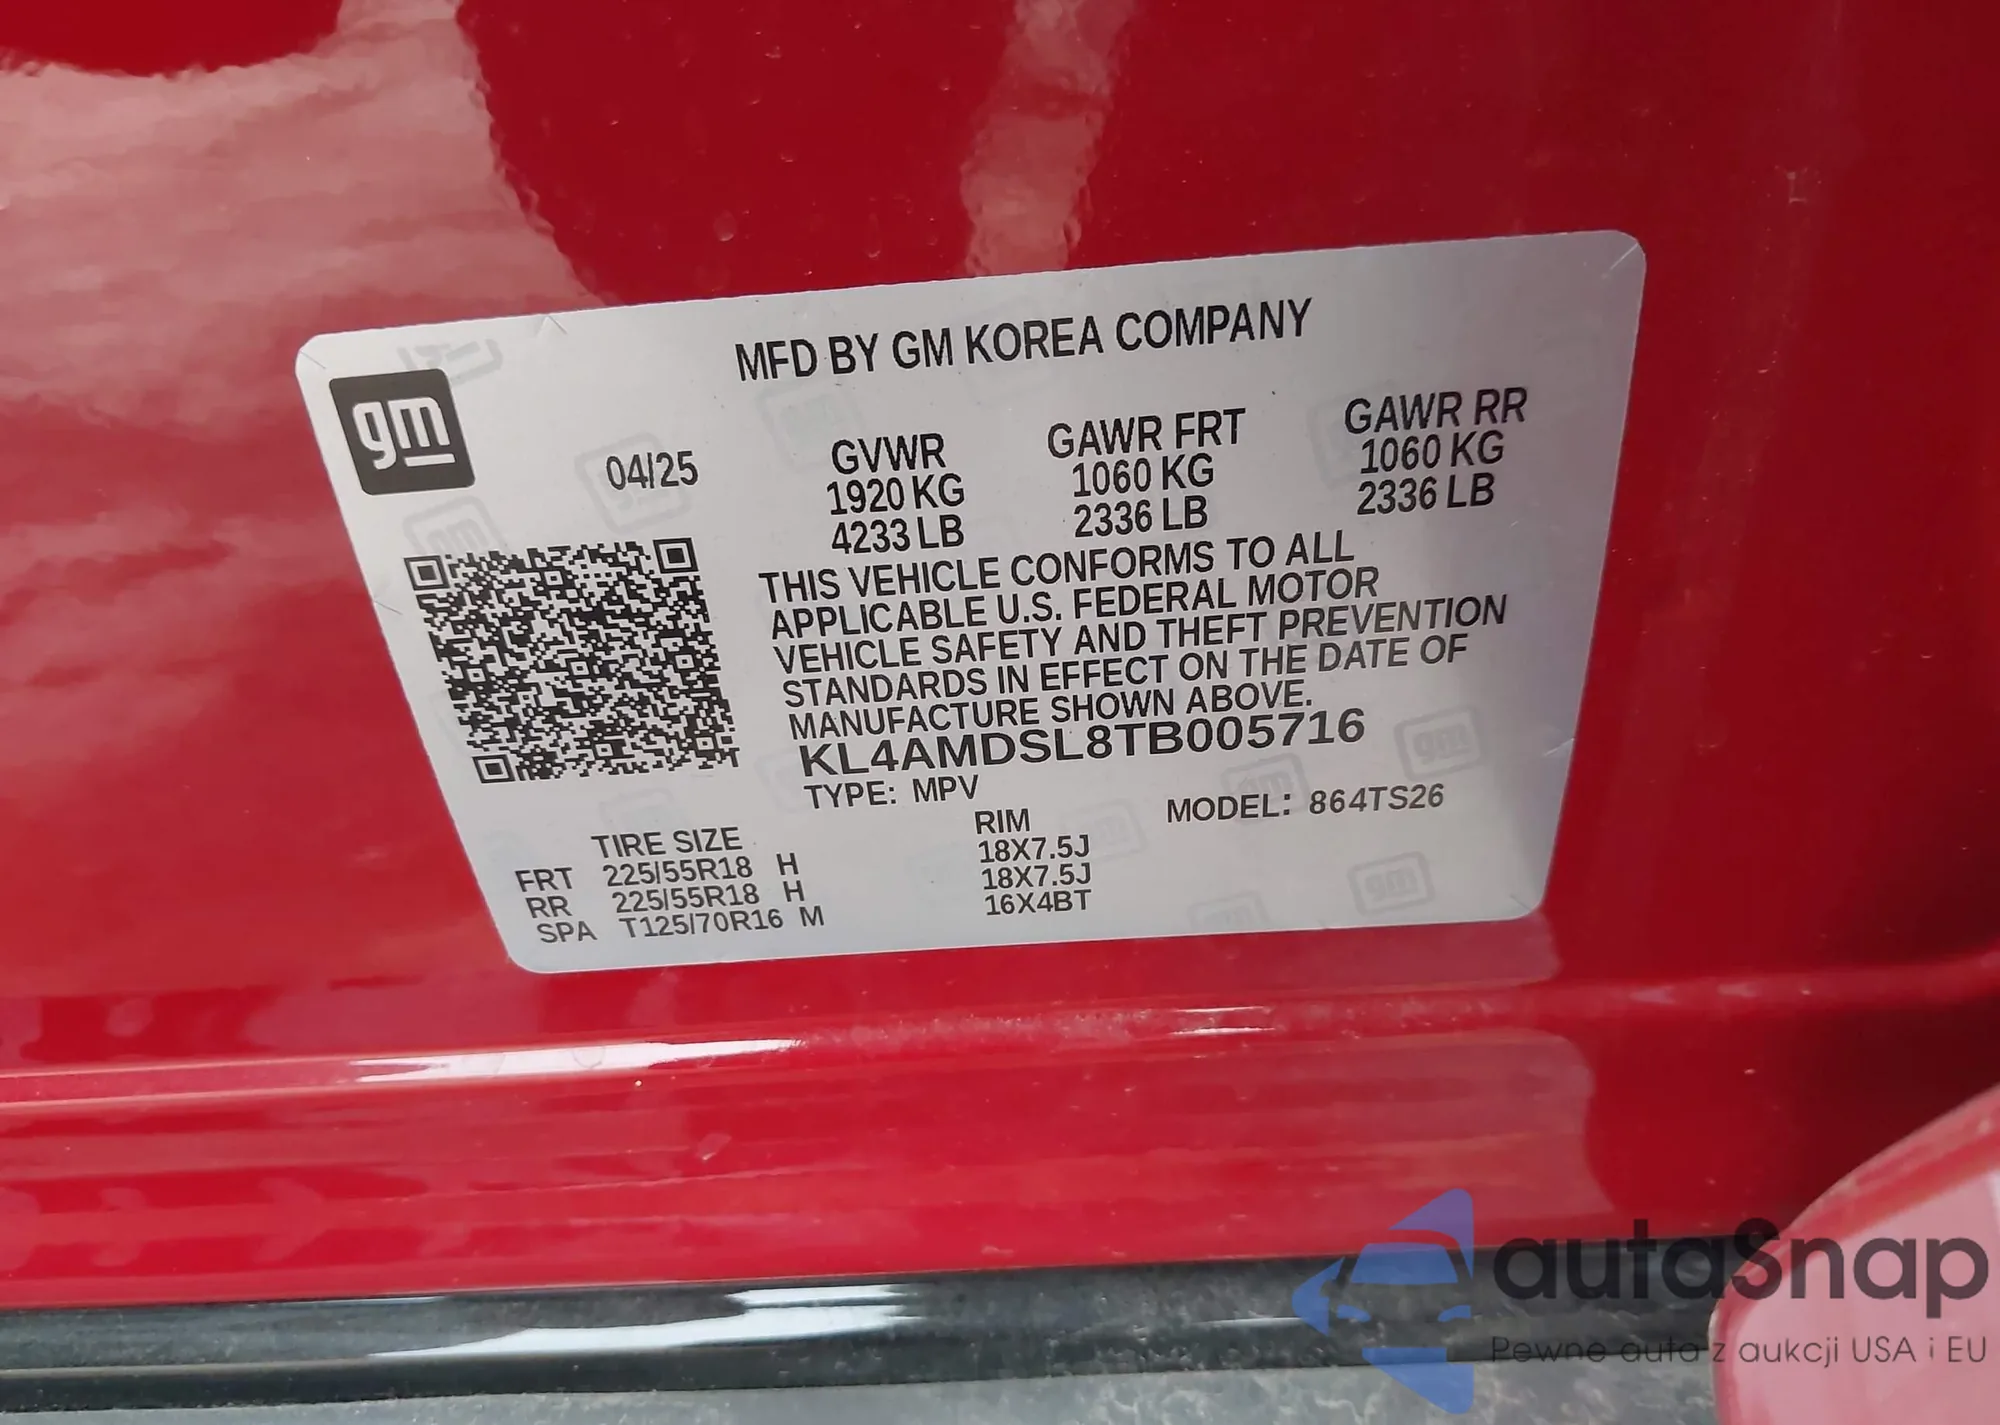 MFD BY GM KOREA COMPANY
gm
04/25
GVWR
1920 KG
4233 LB
GAWR FRT
1060 KG
2336 LB
GAWR RR
1060 KG
2336 LB
THIS VEHICLE CONFORMS TO ALL
APPLICABLE U.S. FEDERAL MOTOR
VEHICLE SAFETY AND THEFT PREVENTION
STANDARDS IN EFFECT ON THE DATE OF
MANUFACTURE SHOWN ABOVE.
KL4AMDSL8TB005716
TYPE: MPV
MODEL: 864TS26
TIRE SIZE RIM
FRT 225/55R18 H 18X7.5J
RR 225/55R18 H 18X7.5J
SPA T125/70R16 M 16X4BT
autaSnap
Pewne auta z aukcji USA i EU